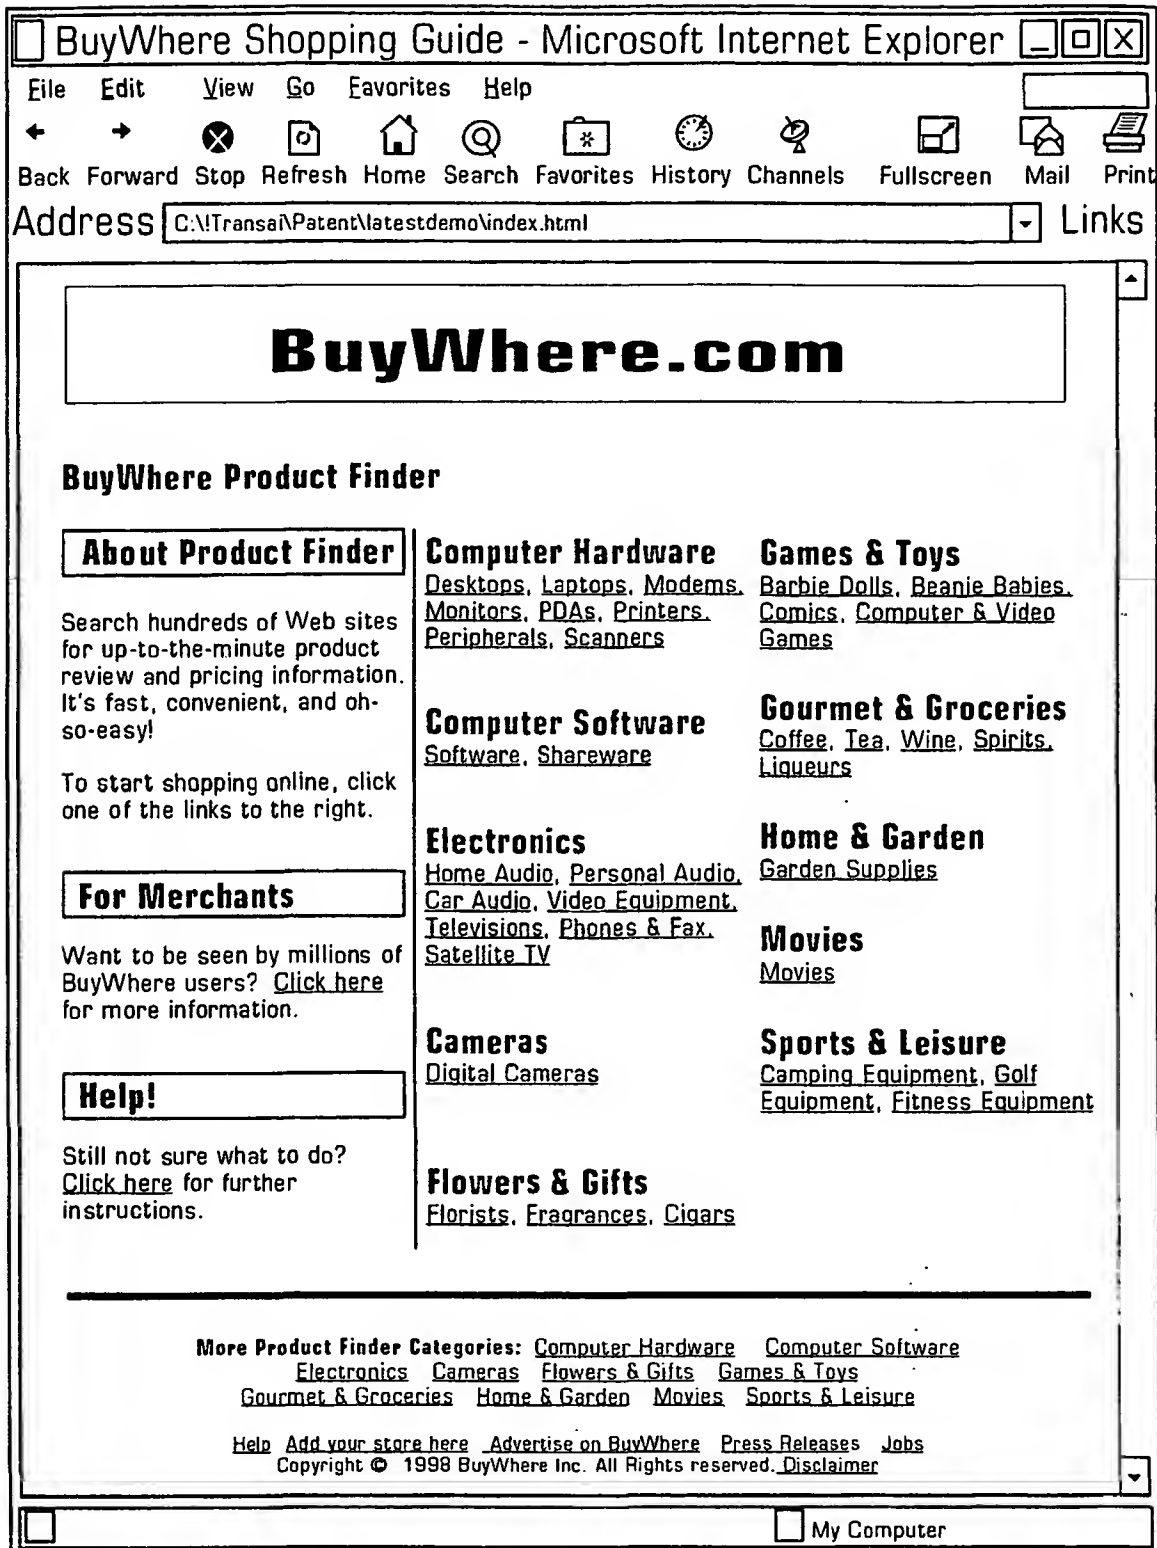 BuyWhere Shopping Guide - Microsoft Internet Explorer
File Edit View Go Favorites Help
Back Forward Stop Refresh Home Search Favorites History Channels Fullscreen Mail Print
Address C:\!Transai\Patent\latestdemo\index.html Links
BuyWhere.com
BuyWhere Product Finder
About Product Finder
Search hundreds of Web sites
for up-to-the-minute product
review and pricing information.
It's fast, convenient, and oh-
so-easy!
To start shopping online, click
one of the links to the right.
For Merchants
Want to be seen by millions of
BuyWhere users? Click here
for more information.
Help!
Still not sure what to do?
Click here for further
instructions.
Computer Hardware
Desktops, Laptops, Modems,
Monitors, PDAs, Printers,
Peripherals, Scanners
Computer Software
Software, Shareware
Electronics
Home Audio, Personal Audio,
Car Audio, Video Equipment,
Televisions, Phones & Fax,
Satellite TV
Cameras
Digital Cameras
Flowers & Gifts
Florists, Fragrances, Cigars
Games & Toys
Barbie Dolls, Beanie Babies,
Comics, Computer & Video
Games
Gourmet & Groceries
Coffee, Tea, Wine, Spirits,
Liqueurs
Home & Garden
Garden Supplies
Movies
Movies
Sports & Leisure
Camping Equipment, Golf
Equipment, Fitness Equipment
More Product Finder Categories: Computer Hardware Computer Software
Electronics Cameras Flowers & Gifts Games & Toys
Gourmet & Groceries Home & Garden Movies Sports & Leisure
Help Add your store here Advertise on BuyWhere Press Releases Jobs
Copyright © 1998 BuyWhere Inc. All Rights reserved. Disclaimer
My Computer